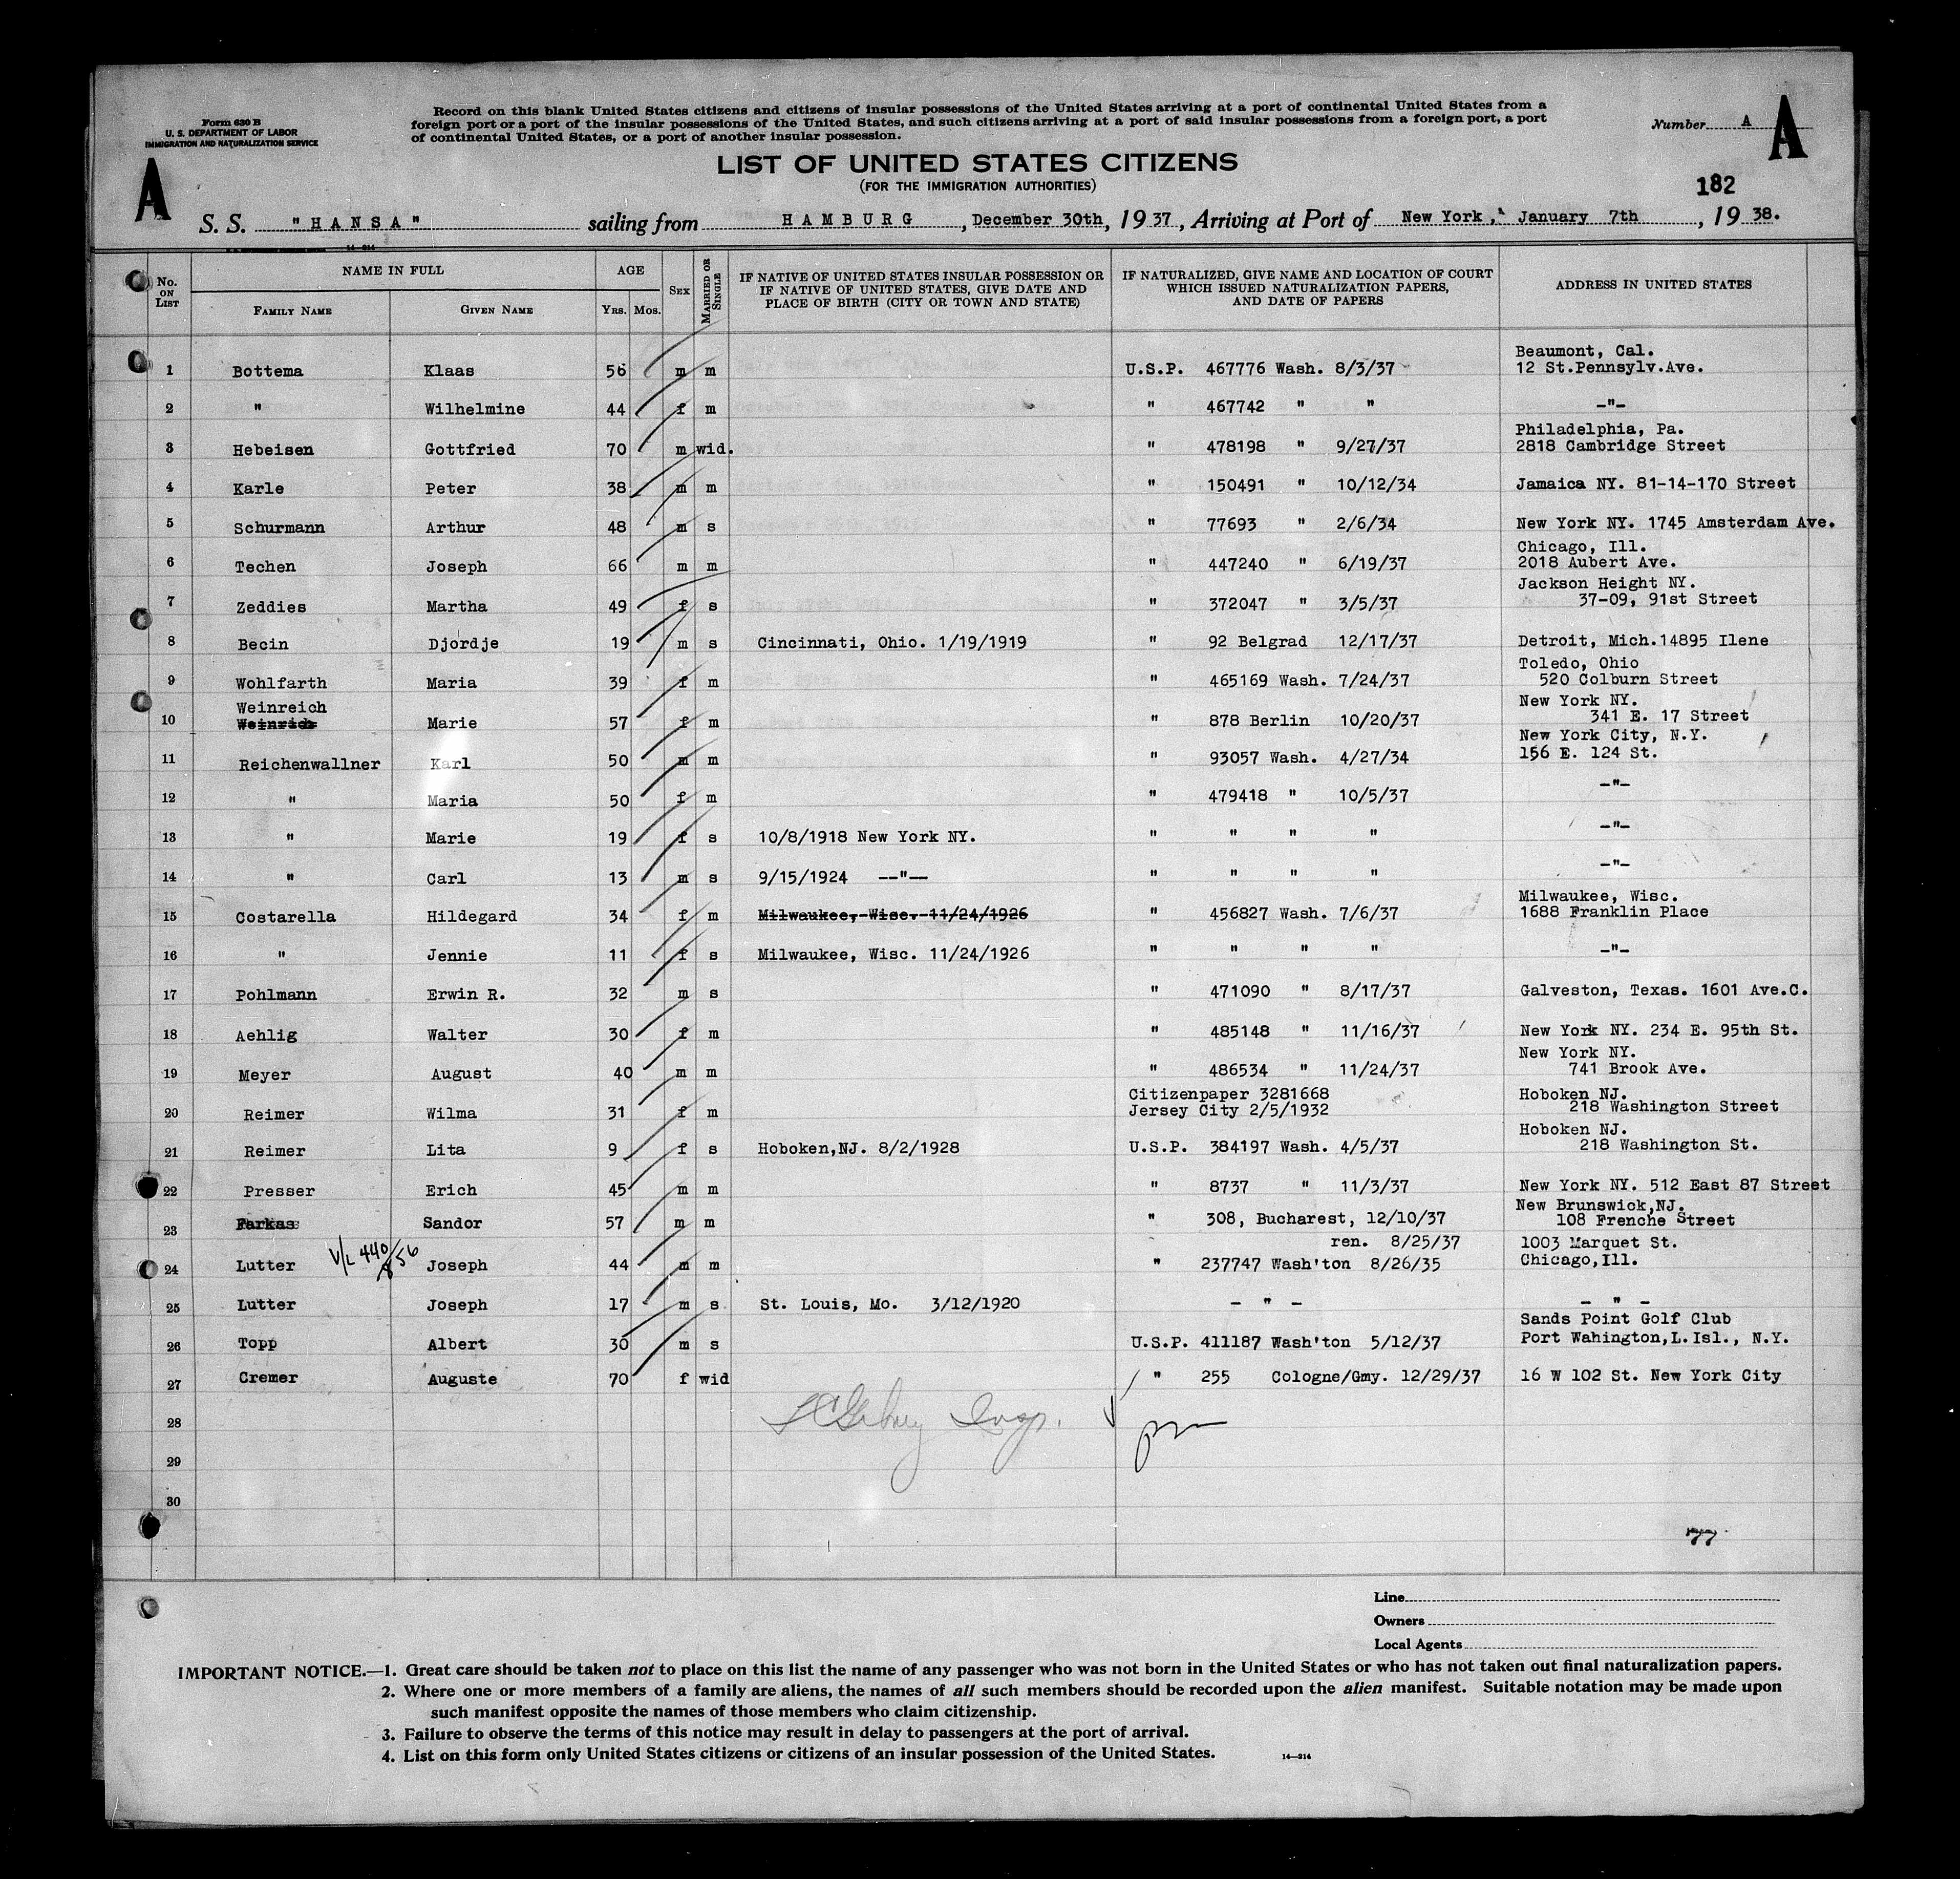 Form 630 B
U. S. DEPARTMENT OF LABOR
IMMIGRATION AND NATURALIZATION SERVICE
Record on this blank United States citizens and citizens of insular possessions of the United States arriving at a port of continental United States from a
foreign port or a port of the insular possessions of the United States, and such citizens arriving at a port of said insular possessions from a foreign port, a port
of continental United States, or a port of another insular possession.
Number A A
A
LIST OF UNITED STATES CITIZENS
(FOR THE IMMIGRATION AUTHORITIES)
182
S. S. "HANSA" sailing from HAMBURG, December 30th, 1937, Arriving at Port of New York, January 7th, 1938.
14-214
No. ON LIST NAME IN FULL AGE SEX MARRIED OR SINGLE IF NATIVE OF UNITED STATES INSULAR POSSESSION OR IF NATIVE OF UNITED STATES, GIVE DATE AND PLACE OF BIRTH (CITY OR TOWN AND STATE) IF NATURALIZED, GIVE NAME AND LOCATION OF COURT WHICH ISSUED NATURALIZATION PAPERS, AND DATE OF PAPERS ADDRESS IN UNITED STATES
FAMILY NAME GIVEN NAME YRS. MOS.
Beaumont, Cal.
1 Bottema Klaas 56 m m U.S.P. 467776 Wash. 8/3/37 12 St.Pennsylv.Ave.
2 " Wilhelmine 44 f m " 467742 " " -"-
Philadelphia, Pa.
3 Hebeisen Gottfried 70 m wid. " 478198 " 9/27/37 2818 Cambridge Street
4 Karle Peter 38 m m " 150491 " 10/12/34 Jamaica NY. 81-14-170 Street
5 Schurmann Arthur 48 m s " 77693 " 2/6/34 New York NY. 1745 Amsterdam Ave.
Chicago, Ill.
6 Techen Joseph 66 m m " 447240 " 6/19/37 2018 Aubert Ave.
Jackson Height NY.
7 Zeddies Martha 49 f s " 372047 " 3/5/37 37-09, 91st Street
8 Becin Djordje 19 m s Cincinnati, Ohio. 1/19/1919 " 92 Belgrad 12/17/37 Detroit, Mich.14895 Ilene
Toledo, Ohio
9 Wohlfarth Maria 39 f m " 465169 Wash. 7/24/37 520 Colburn Street
Weinreich New York NY.
10 Weinrich Marie 57 f m " 878 Berlin 10/20/37 341 E. 17 Street
New York City, N.Y.
11 Reichenwallner Karl 50 m m " 93057 Wash. 4/27/34 156 E. 124 St.
12 " Maria 50 f m " 479418 " 10/5/37 -"-
13 " Marie 19 f s 10/8/1918 New York NY. " " " " -"-
14 " Carl 13 m s 9/15/1924 --"-- " " " " -"-
Milwaukee, Wisc.
15 Costarella Hildegard 34 f m Milwaukee, Wisc. 11/24/1926 " 456827 Wash. 7/6/37 1688 Franklin Place
16 " Jennie 11 f s Milwaukee, Wisc. 11/24/1926 " " " " -"-
17 Pohlmann Erwin R. 32 m s " 471090 " 8/17/37 Galveston, Texas. 1601 Ave.C.
18 Aehlig Walter 30 f m " 485148 " 11/16/37 New York NY. 234 E. 95th St.
New York NY.
19 Meyer August 40 m m " 486534 " 11/24/37 741 Brook Ave.
Citizenpaper 3281668 Hoboken NJ.
20 Reimer Wilma 31 f m Jersey City 2/5/1932 218 Washington Street
Hoboken NJ.
21 Reimer Lita 9 f s Hoboken,NJ. 8/2/1928 U.S.P. 384197 Wash. 4/5/37 218 Washington St.
22 Presser Erich 45 m m " 8737 " 11/3/37 New York NY. 512 East 87 Street
New Brunswick,NJ.
23 Farkas Sandor 57 m m " 308, Bucharest, 12/10/37 108 Frenche Street
V/L 440/856 ren. 8/25/37 1003 Marquet St.
24 Lutter Joseph 44 m m " 237747 Wash'ton 8/26/35 Chicago,Ill.
25 Lutter Joseph 17 m s St. Louis, Mo. 3/12/1920 - " - - " -
Sands Point Golf Club
26 Topp Albert 30 m s U.S.P. 411187 Wash'ton 5/12/37 Port Wahington,L.Isl., N.Y.
27 Cremer Auguste 70 f wid " 255 Cologne/Gmy. 12/29/37 16 W 102 St. New York City
28
29
30
77
Line
Owners
Local Agents
IMPORTANT NOTICE.—1. Great care should be taken not to place on this list the name of any passenger who was not born in the United States or who has not taken out final naturalization papers.
2. Where one or more members of a family are aliens, the names of all such members should be recorded upon the alien manifest. Suitable notation may be made upon
such manifest opposite the names of those members who claim citizenship.
3. Failure to observe the terms of this notice may result in delay to passengers at the port of arrival.
4. List on this form only United States citizens or citizens of an insular possession of the United States. 14—214